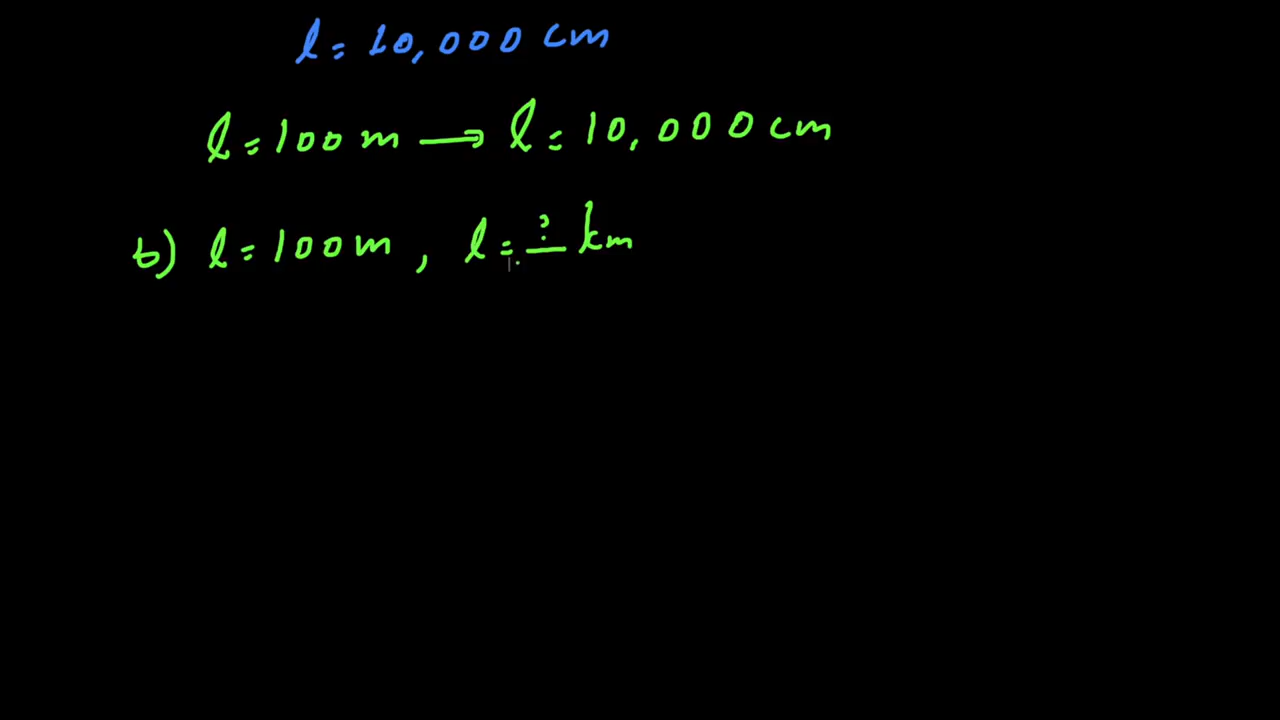 l = 10,000 cm
l = 100 m → l = 10,000 cm
b) l = 100 m , l = ? km